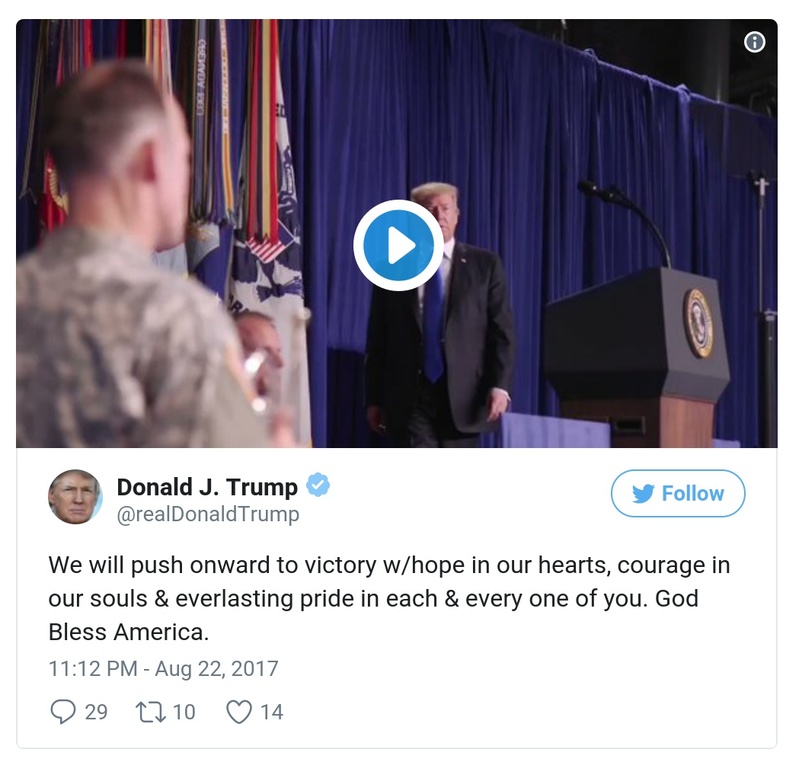 Donald J. Trump
@realDonaldTrump
Follow
We will push onward to victory w/hope in our hearts, courage in
our souls & everlasting pride in each & every one of you. God
Bless America.
11:12 PM - Aug 22, 2017
29 10 14